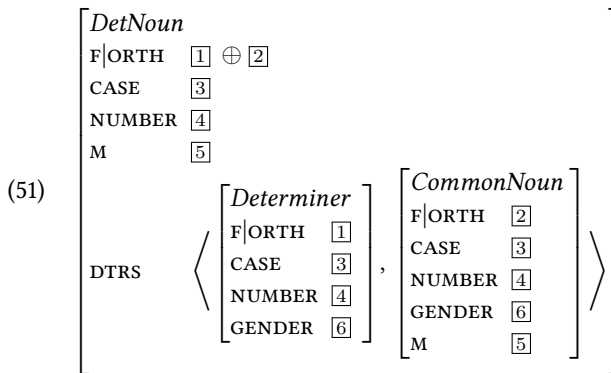 DetNoun
F|ORTH 1 ⊕ 2
CASE 3
NUMBER 4
M 5
(51)
DTRS ⟨ [Determiner F|ORTH 1 CASE 3 NUMBER 4 GENDER 6], [CommonNoun F|ORTH 2 CASE 3 NUMBER 4 GENDER 6 M 5] ⟩